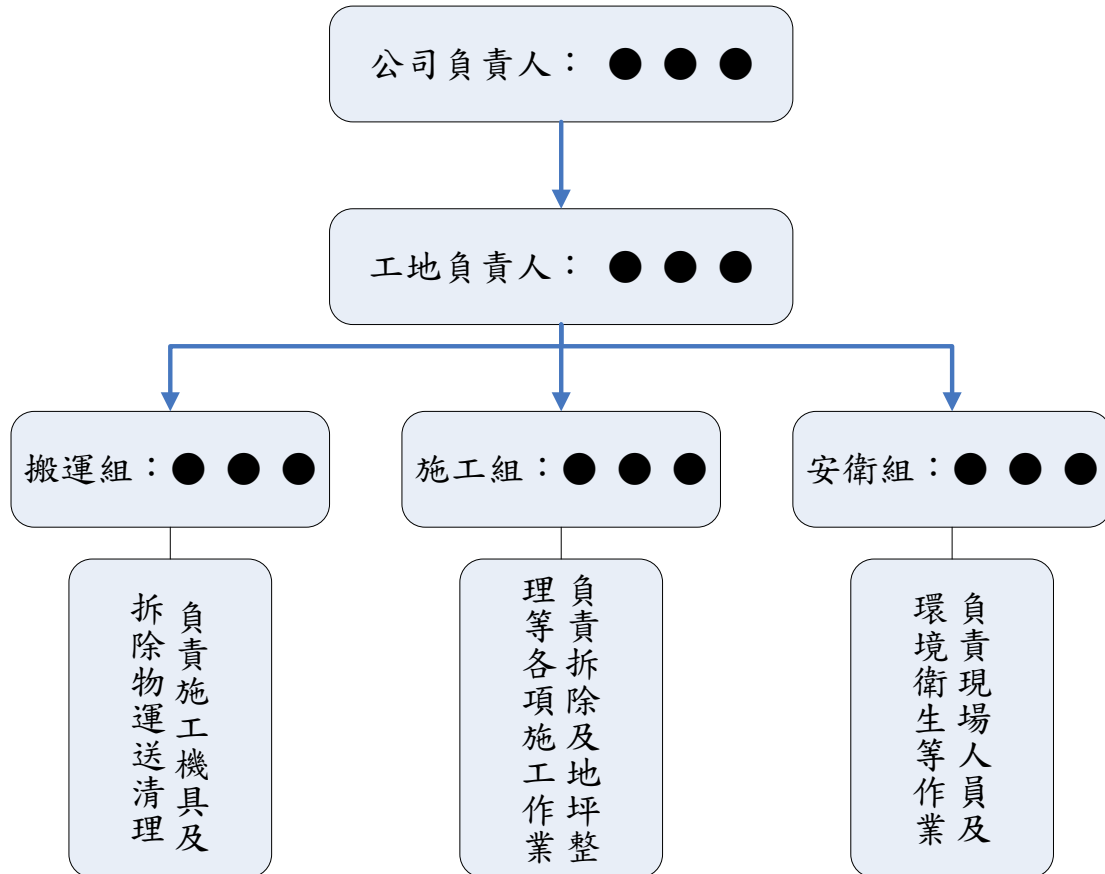 公司負責人：●●●
工地負責人：●●●
搬運組：●●●
施工組：●●●
安衛組：●●●
負責施工機具及
拆除物運送清理
負責拆除及地坪整
理等各項施工作業
負責現場人員及
環境衛生等作業